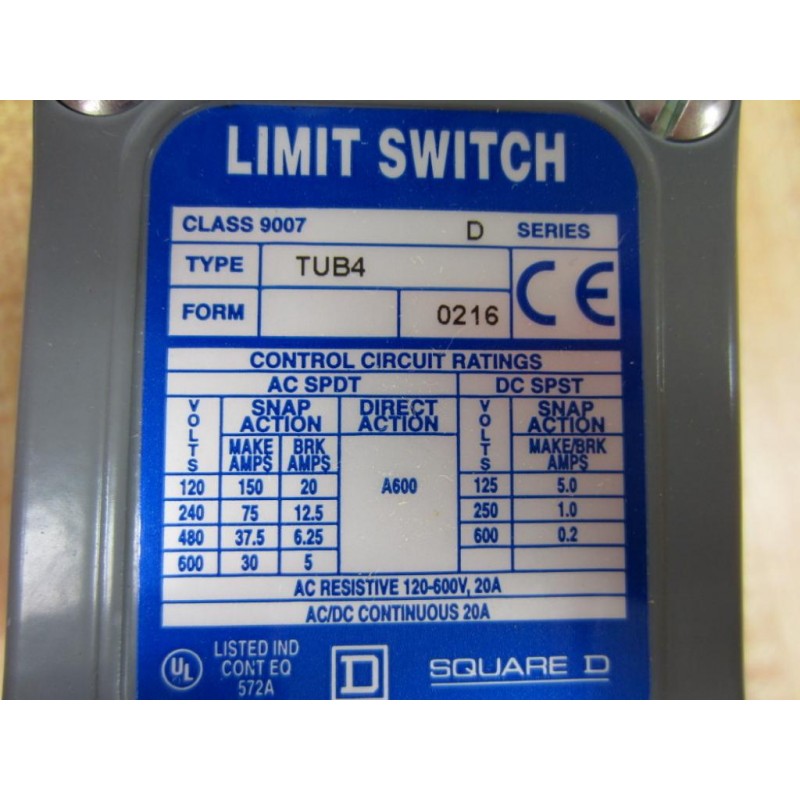 LIMIT SWITCH
CLASS 9007 D SERIES
TYPE TUB4
CE
FORM 0216
CONTROL CIRCUIT RATINGS
AC SPDT DC SPST
VOLTS SNAP ACTION DIRECT ACTION VOLTS SNAP ACTION
MAKE AMPS BRK AMPS MAKE/BRK AMPS
120 150 20 A600 125 5.0
240 75 12.5 250 1.0
480 37.5 6.25 600 0.2
600 30 5
AC RESISTIVE 120-600V, 20A
AC/DC CONTINUOUS 20A
UL LISTED IND
CONT EQ
572A
D SQUARE D